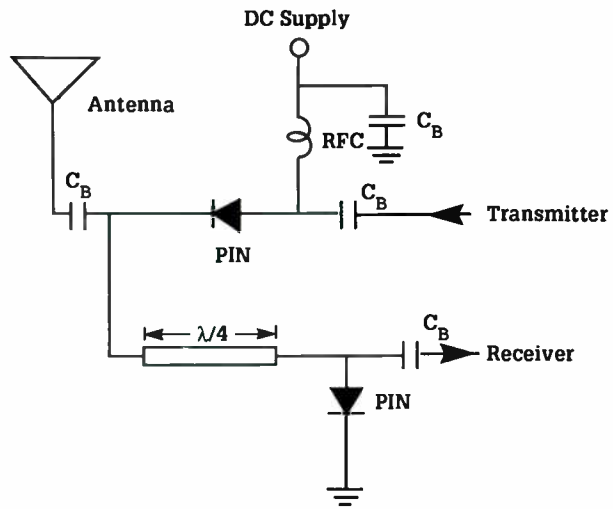 DC Supply
Antenna
C_B
RFC
C_B
C_B
Transmitter
PIN
λ/4
C_B
Receiver
PIN